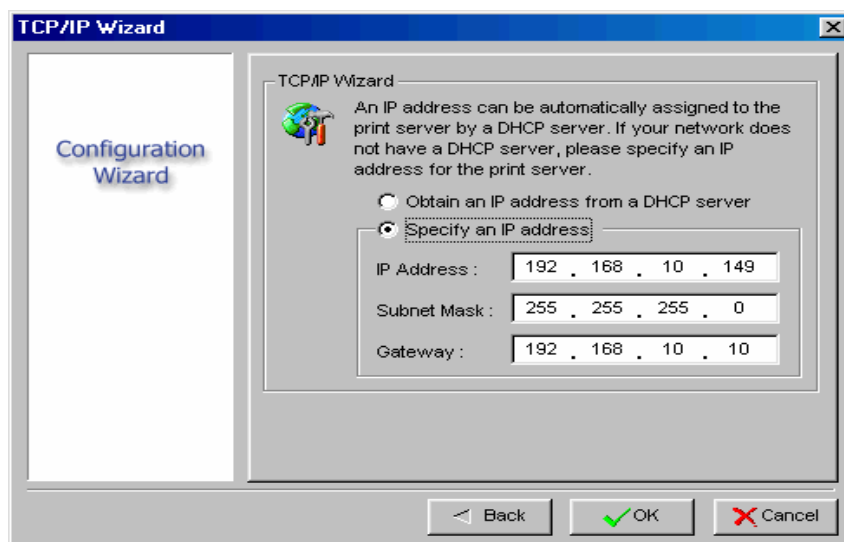 TCP/IP Wizard
Configuration
Wizard
TCP/IP Wizard
An IP address can be automatically assigned to the
print server by a DHCP server. If your network does
not have a DHCP server, please specify an IP
address for the print server.
Obtain an IP address from a DHCP server
Specify an IP address
IP Address : 192 . 168 . 10 . 149
Subnet Mask : 255 . 255 . 255 . 0
Gateway : 192 . 168 . 10 . 10
Back OK Cancel